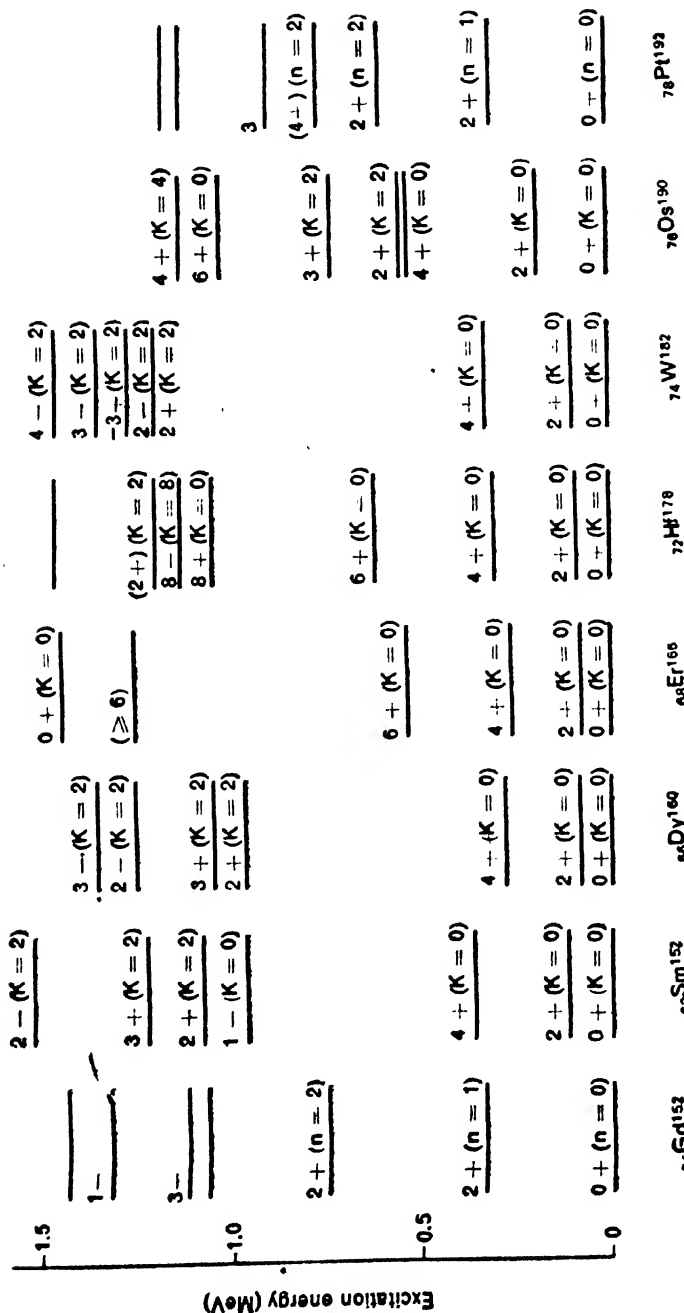 Excitation energy (MeV)
1.5
1.0
0.5
0
1-
3-
2 + (n = 2)
2 + (n = 1)
0 + (n = 0)
Gd¹⁵²
2 - (K = 2)
3 + (K = 2)
2 + (K = 2)
1 - (K = 0)
4 + (K = 0)
2 + (K = 0)
0 + (K = 0)
Sm¹⁵²
3 - (K = 2)
2 - (K = 2)
3 + (K = 2)
2 + (K = 2)
4 + (K = 0)
2 + (K = 0)
0 + (K = 0)
Dy¹⁶⁰
0 + (K = 0)
(⩾ 6)
6 + (K = 0)
4 + (K = 0)
2 + (K = 0)
0 + (K = 0)
₆₈Er¹⁶⁶
(2+) (K = 2)
8 - (K = 8)
8 + (K = 0)
6 + (K = 0)
4 + (K = 0)
2 + (K = 0)
0 + (K = 0)
₇₂Hf¹⁷⁸
4 - (K = 2)
3 - (K = 2)
3 + (K = 2)
2 - (K = 2)
2 + (K = 2)
4 + (K = 0)
2 + (K = 0)
0 + (K = 0)
₇₄W¹⁸²
4 + (K = 4)
6 + (K = 0)
3 + (K = 2)
2 + (K = 2)
4 + (K = 0)
2 + (K = 0)
0 + (K = 0)
₇₆Os¹⁹⁰
3
(4+) (n = 2)
2 + (n = 2)
2 + (n = 1)
0 + (n = 0)
₇₈Pt¹⁹²